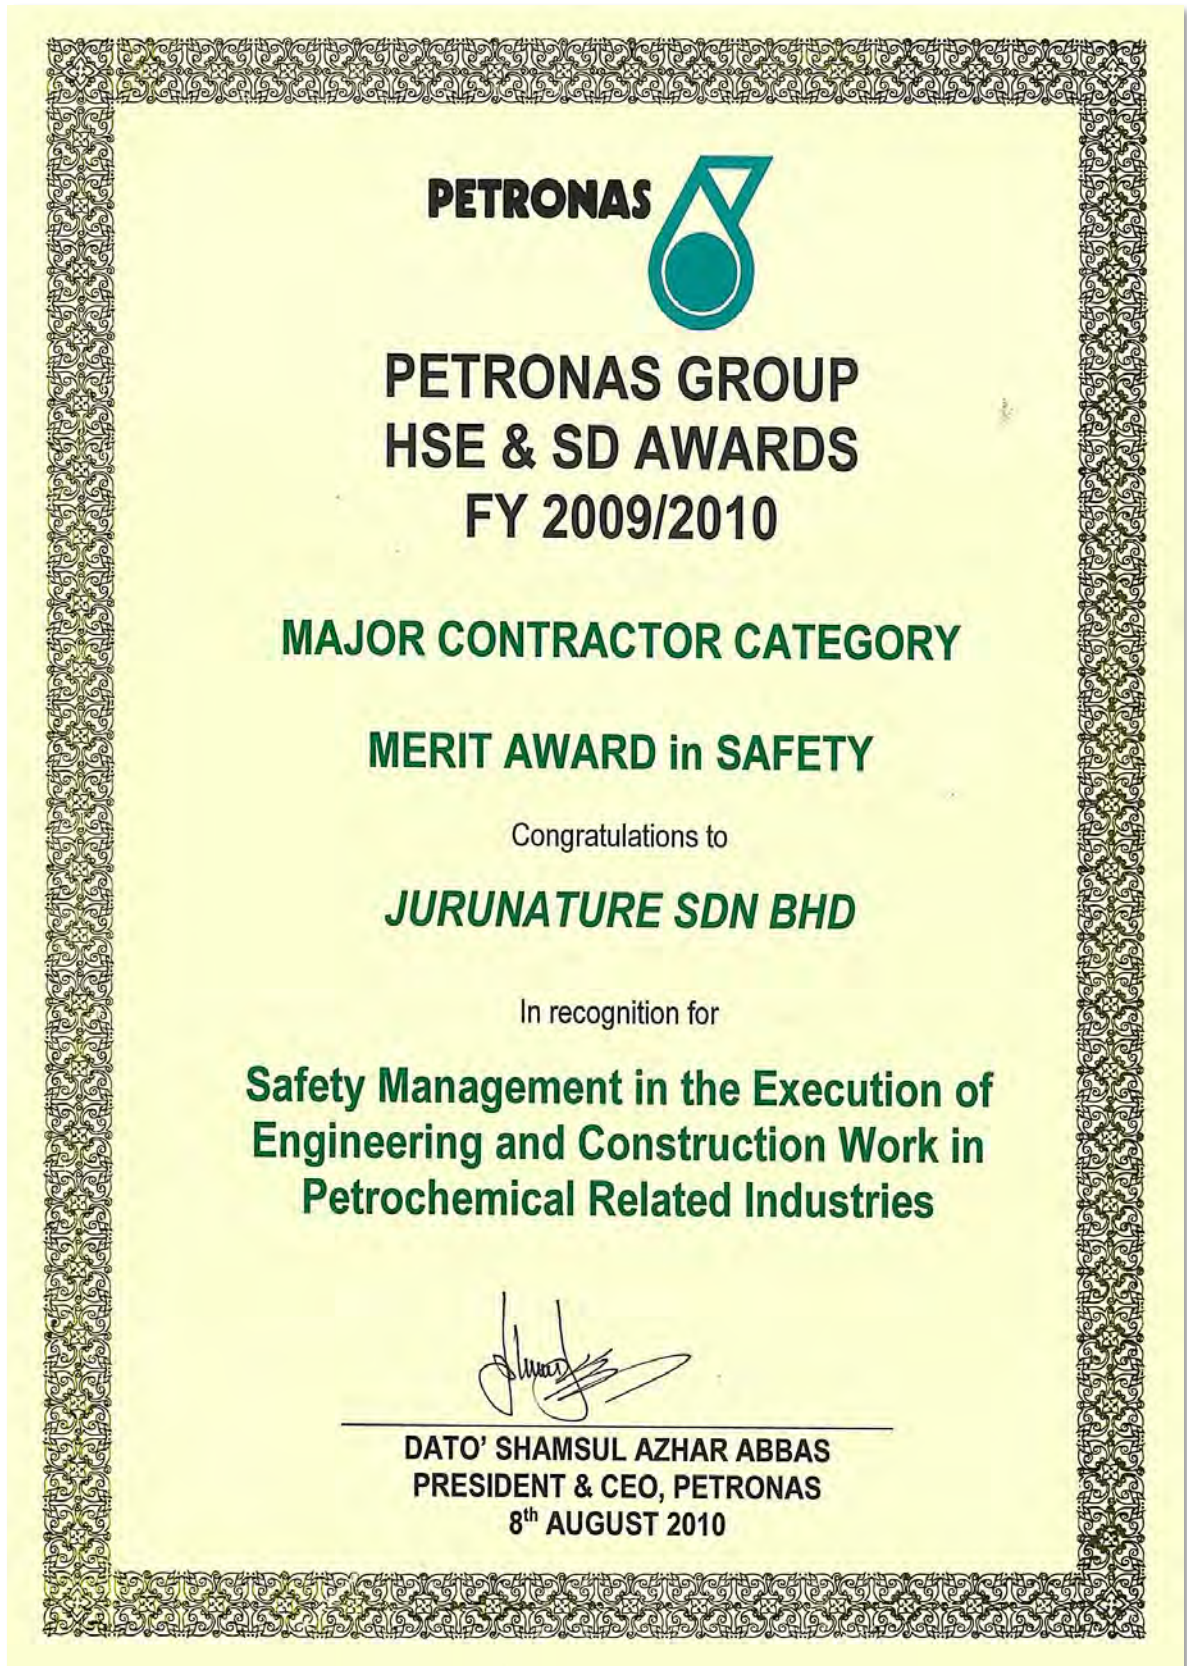 PETRONAS
PETRONAS GROUP
HSE & SD AWARDS
FY 2009/2010
MAJOR CONTRACTOR CATEGORY
MERIT AWARD in SAFETY
Congratulations to
JURUNATURE SDN BHD
In recognition for
Safety Management in the Execution of
Engineering and Construction Work in
Petrochemical Related Industries
DATO' SHAMSUL AZHAR ABBAS
PRESIDENT & CEO, PETRONAS
8th AUGUST 2010